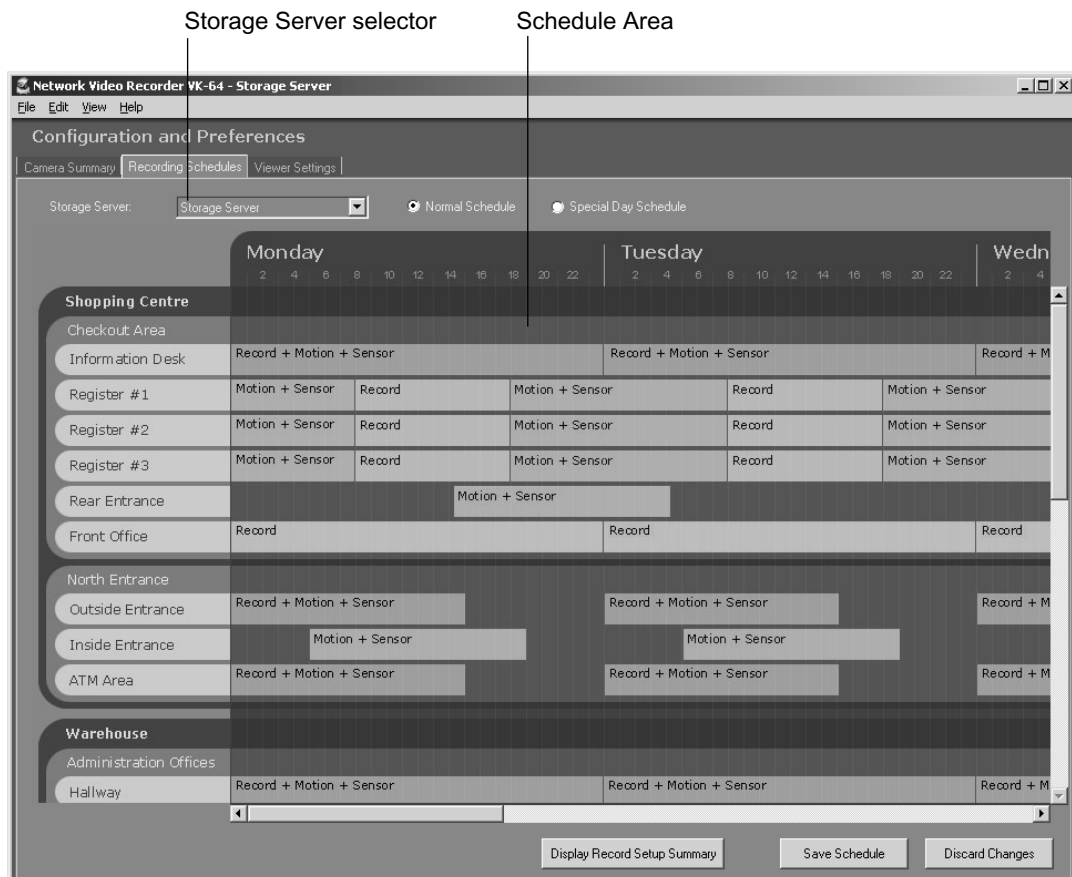 Storage Server selector Schedule Area
Network Video Recorder VK-64 - Storage Server
File Edit View Help
Configuration and Preferences
Camera Summary Recording Schedules Viewer Settings
Storage Server: Storage Server Normal Schedule Special Day Schedule
Monday Tuesday Wedn
2 4 6 8 10 12 14 16 18 20 22 2 4 6 8 10 12 14 16 18 20 22 2 4
Shopping Centre
Checkout Area
Information Desk Record + Motion + Sensor Record + Motion + Sensor Record + M
Register #1 Motion + Sensor Record Motion + Sensor Record Motion + Sensor
Register #2 Motion + Sensor Record Motion + Sensor Record Motion + Sensor
Register #3 Motion + Sensor Record Motion + Sensor Record Motion + Sensor
Rear Entrance Motion + Sensor
Front Office Record Record Record
North Entrance
Outside Entrance Record + Motion + Sensor Record + Motion + Sensor Record + M
Inside Entrance Motion + Sensor Motion + Sensor
ATM Area Record + Motion + Sensor Record + Motion + Sensor Record + M
Warehouse
Administration Offices
Hallway Record + Motion + Sensor Record + Motion + Sensor Record + M
Display Record Setup Summary Save Schedule Discard Changes